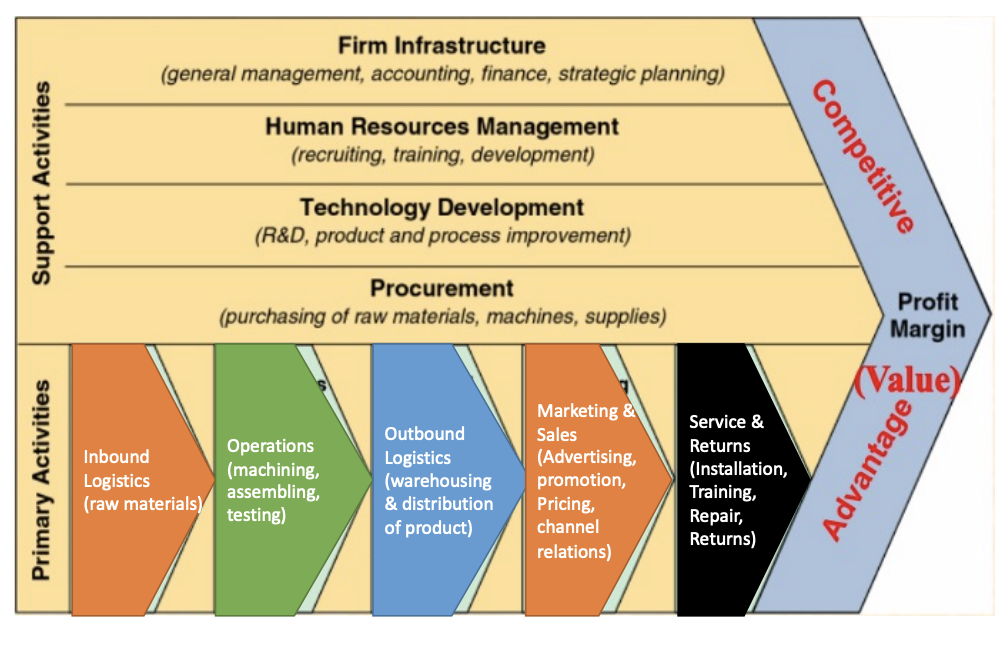 Firm Infrastructure
(general management, accounting, finance, strategic planning)
Human Resources Management
(recruiting, training, development)
Technology Development
(R&D, product and process improvement)
Procurement
(purchasing of raw materials, machines, supplies)
Support Activities
Competitive
Profit
Margin
(Value)
Advantage
Primary Activities
Inbound
Logistics
(raw materials)
Operations
(machining,
assembling,
testing)
Outbound
Logistics
(warehousing
& distribution
of product)
Marketing &
Sales
(Advertising,
promotion,
Pricing,
channel
relations)
Service &
Returns
(Installation,
Training,
Repair,
Returns)